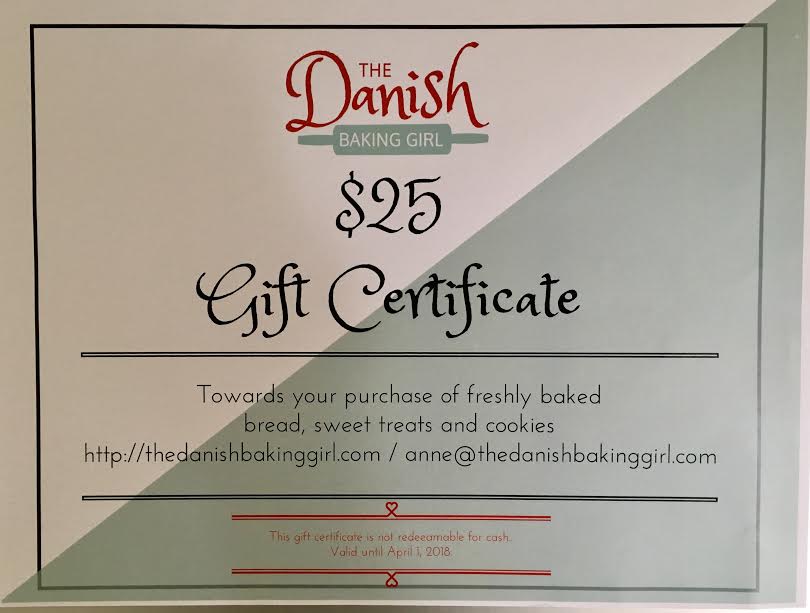 THE
Danish
BAKING GIRL
$25
Gift Certificate
Towards your purchase of freshly baked
bread, sweet treats and cookies
http://thedanishbakinggirl.com / anne@thedanishbakinggirl.com
This gift certificate is not redeeamable for cash.
Valid until April 1, 2018.